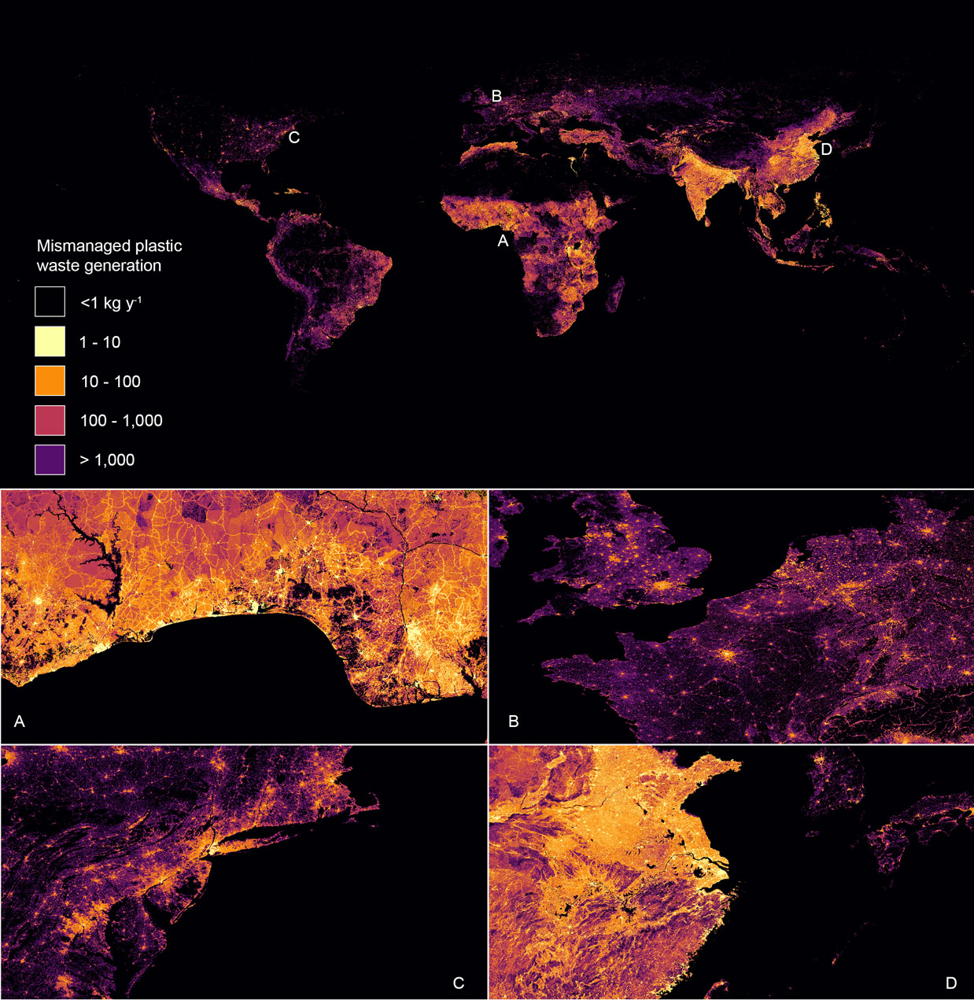 B
C
D
A
Mismanaged plastic
waste generation
<1 kg y-1
1 - 10
10 - 100
100 - 1,000
> 1,000
A
B
C
D